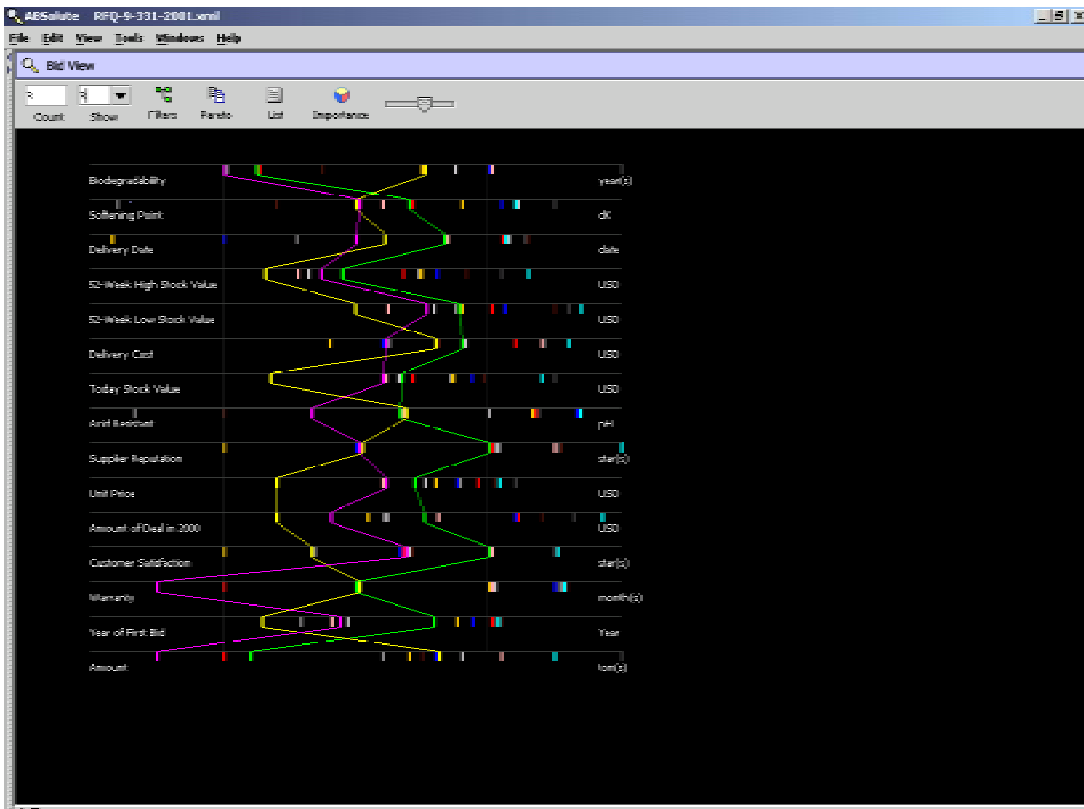 ABSolute RFQ-9-331-2001.xml
File Edit View Tools Windows Help
Bid View
Count Show Filters Pareto List Importance
Biodegradability year(s)
Softening Point dK
Delivery Date date
52-Week High Stock Value USD
52-Week Low Stock Value USD
Delivery Cost USD
Today Stock Value USD
Acid Resistant pH
Supplier Reputation star(s)
Unit Price USD
Amount of Deal in 2000 USD
Customer Satisfaction star(s)
Warranty month(s)
Year of First Bid Year
Amount ton(s)